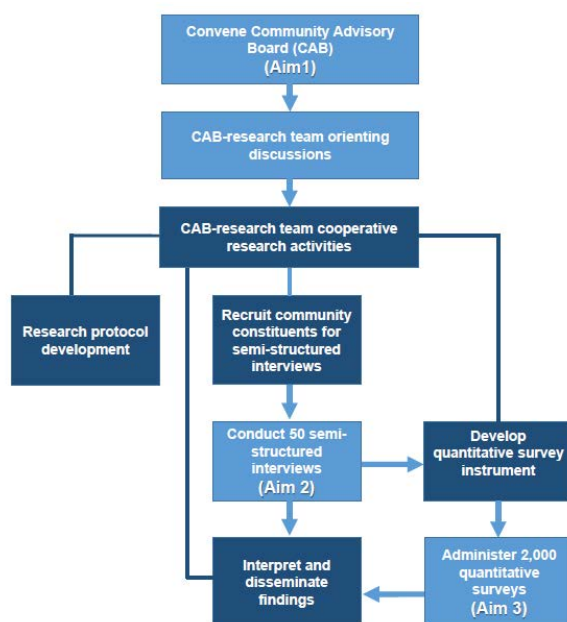 Convene Community Advisory
Board (CAB)
(Aim1)
CAB-research team orienting
discussions
CAB-research team cooperative
research activities
Research protocol
development
Recruit community
constituents for
semi-structured
interviews
Conduct 50 semi-
structured
interviews
(Aim 2)
Develop
quantitative survey
instrument
Interpret and
disseminate
findings
Administer 2,000
quantitative
surveys
(Aim 3)